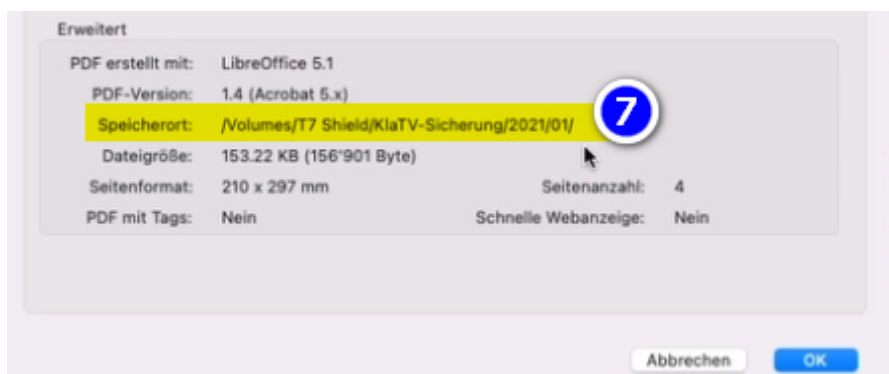 Erweitert
PDF erstellt mit: LibreOffice 5.1
PDF-Version: 1.4 (Acrobat 5.x)
Speicherort: /Volumes/T7 Shield/KlaTV-Sicherung/2021/01/
7
Dateigröße: 153.22 KB (156'901 Byte)
Seitenformat: 210 x 297 mm Seitenanzahl: 4
PDF mit Tags: Nein Schnelle Webanzeige: Nein
Abbrechen OK